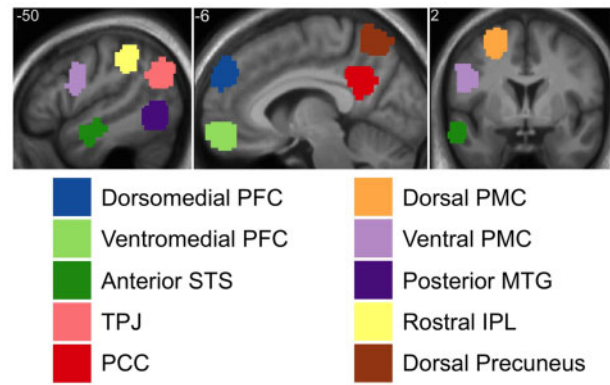 -50 -6 2
Dorsomedial PFC Dorsal PMC
Ventromedial PFC Ventral PMC
Anterior STS Posterior MTG
TPJ Rostral IPL
PCC Dorsal Precuneus